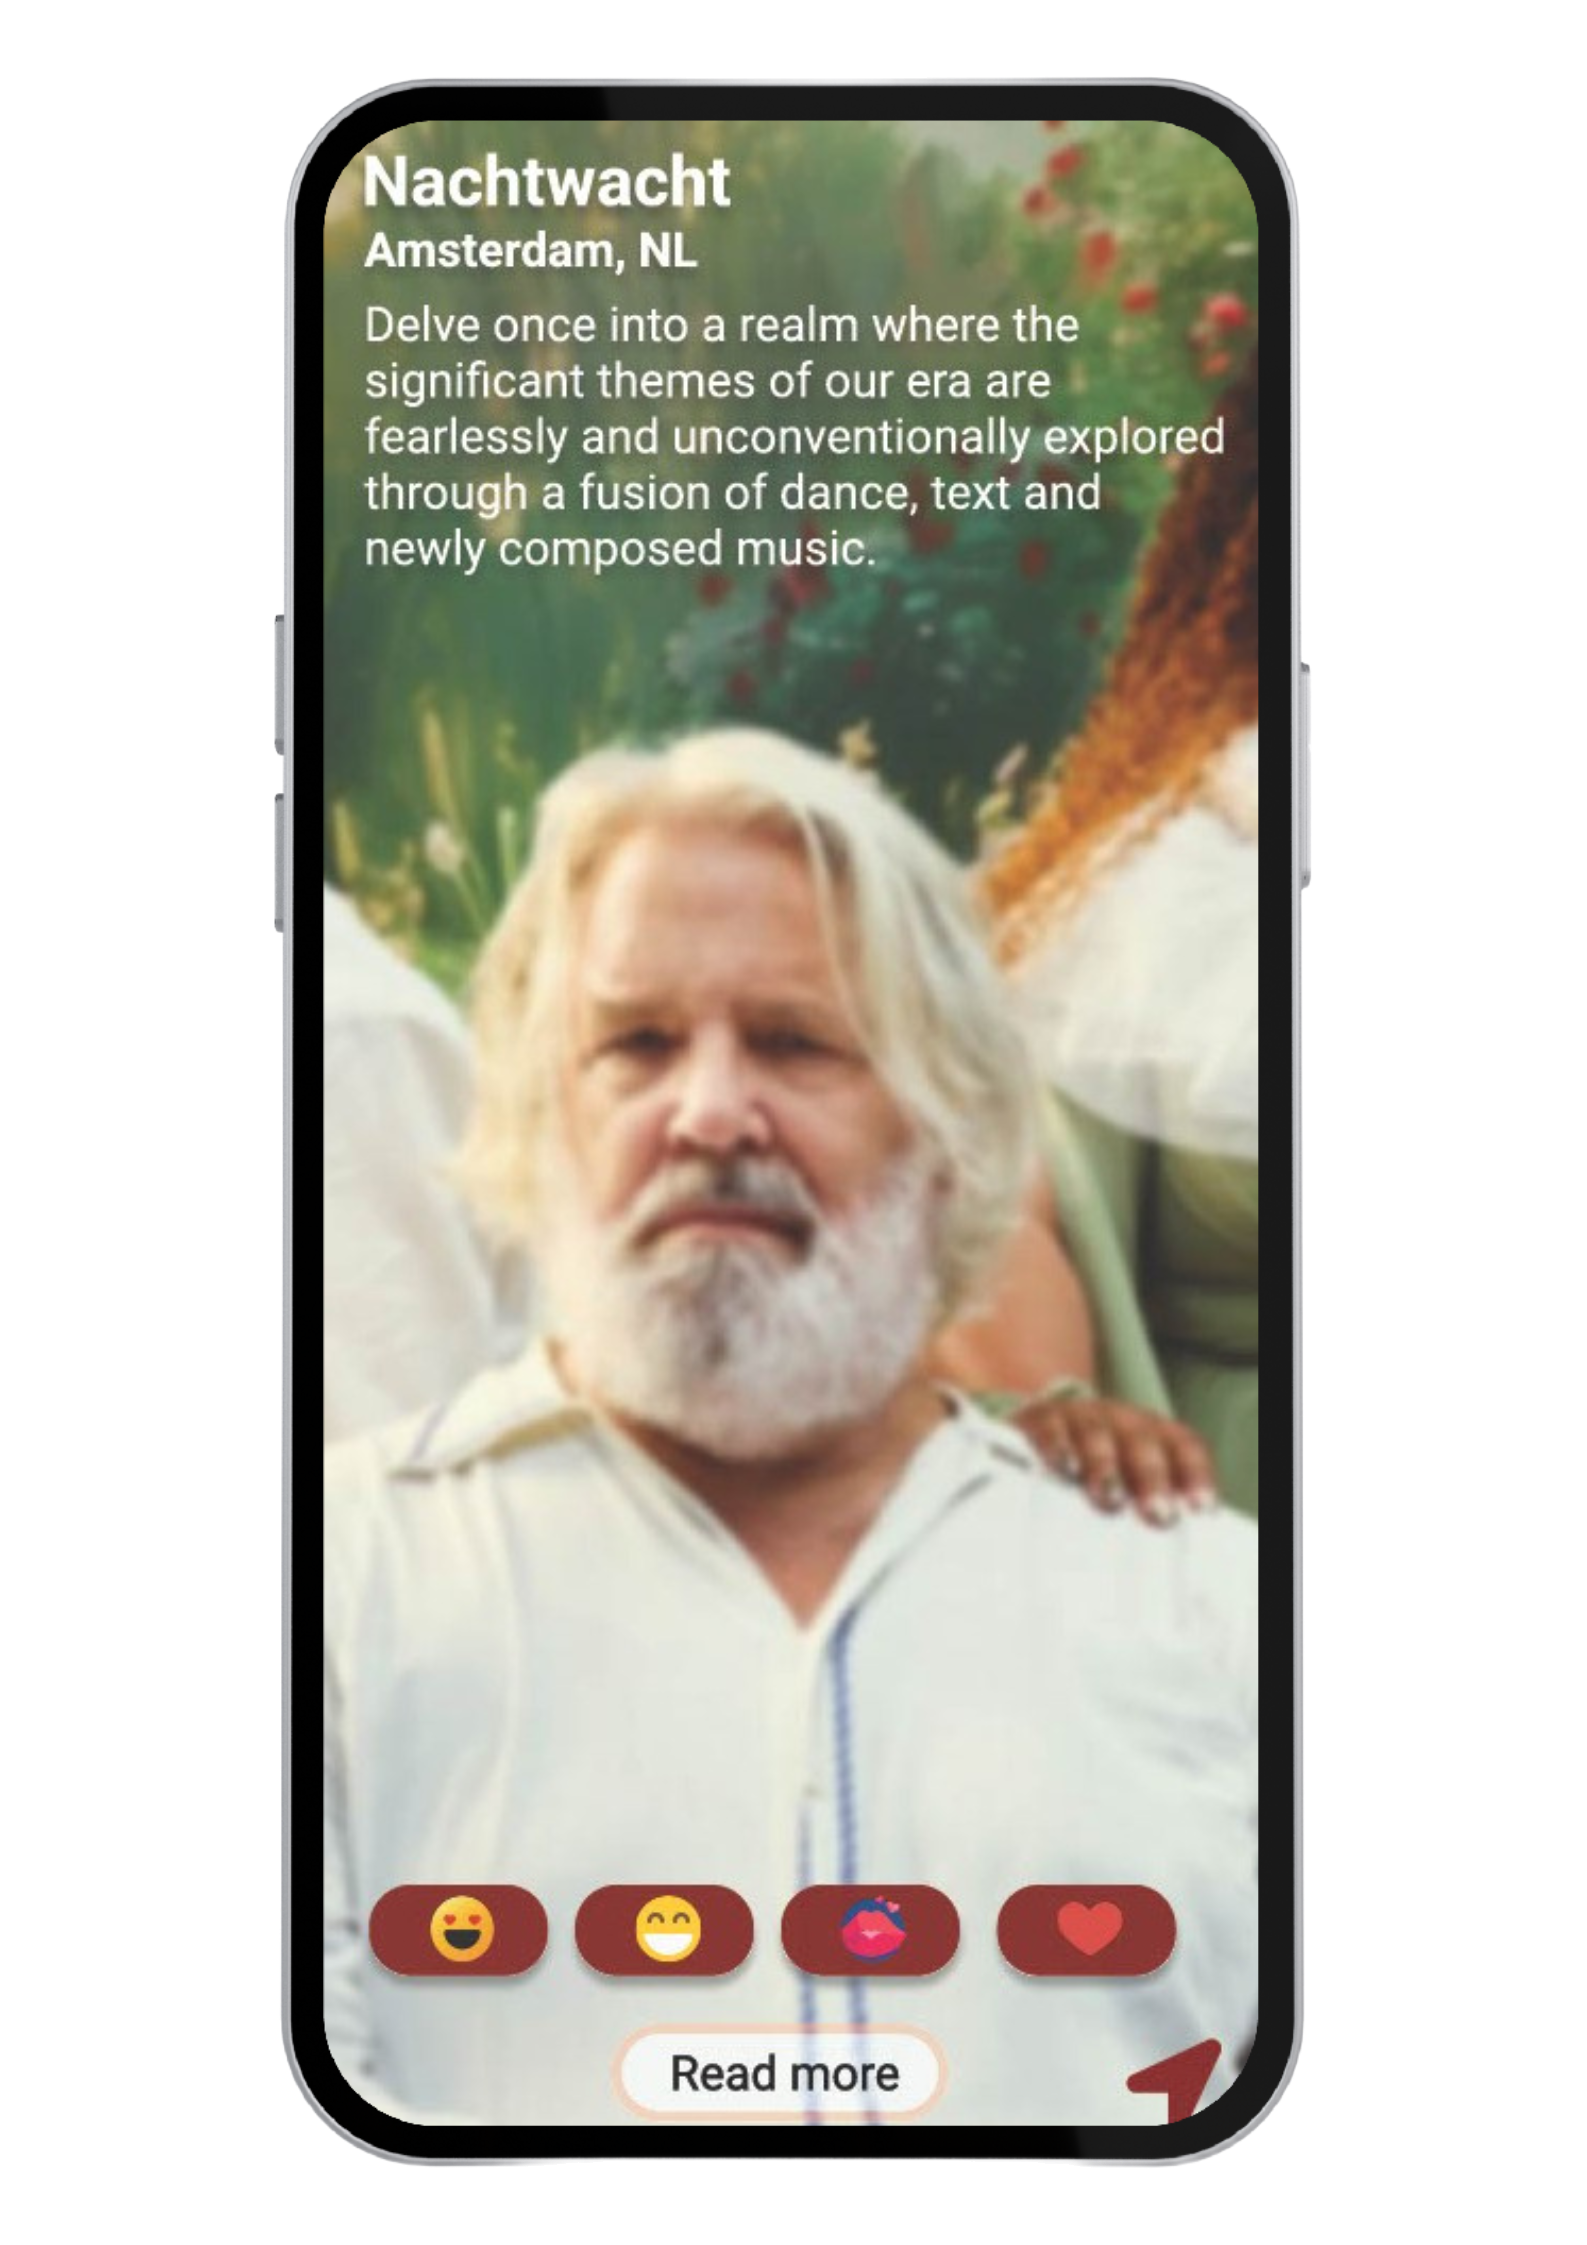 Nachtwacht
Amsterdam, NL
Delve once into a realm where the
significant themes of our era are
fearlessly and unconventionally explored
through a fusion of dance, text and
newly composed music.
Read more